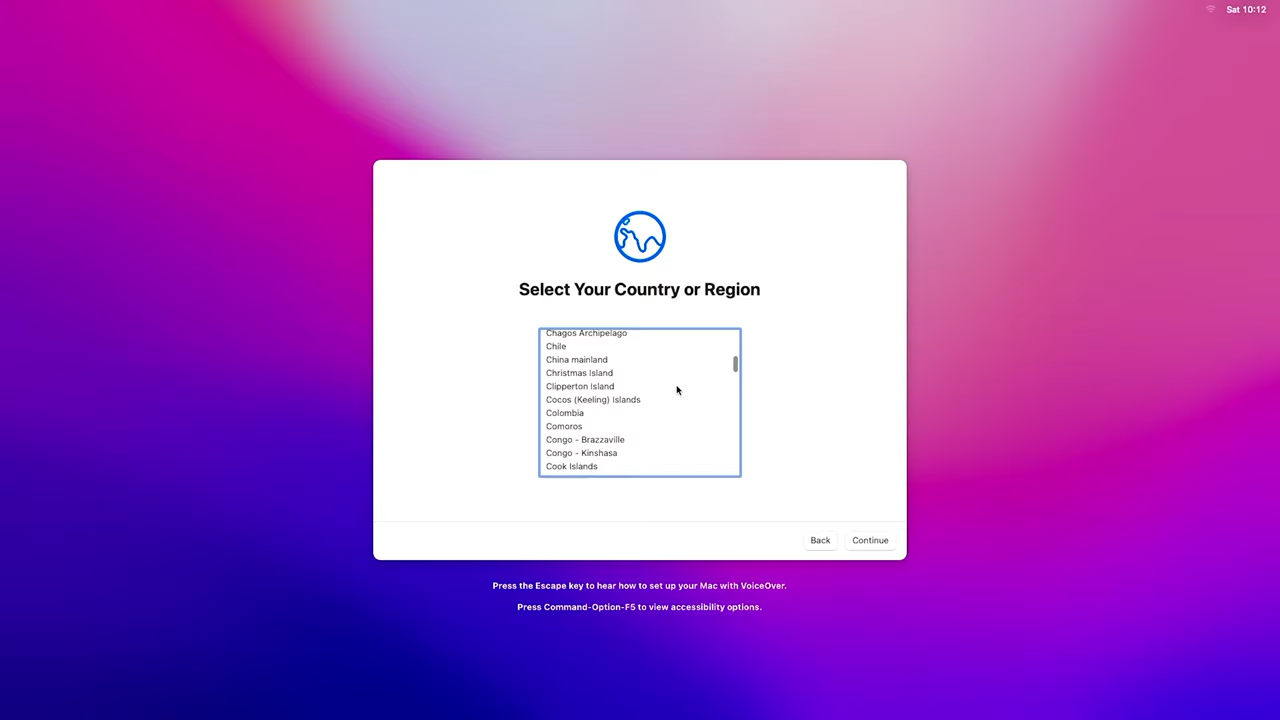 Sat 10:12
Select Your Country or Region
Chagos Archipelago
Chile
China mainland
Christmas Island
Clipperton Island
Cocos (Keeling) Islands
Colombia
Comoros
Congo - Brazzaville
Congo - Kinshasa
Cook Islands
Back Continue
Press the Escape key to hear how to set up your Mac with VoiceOver.
Press Command-Option-F5 to view accessibility options.